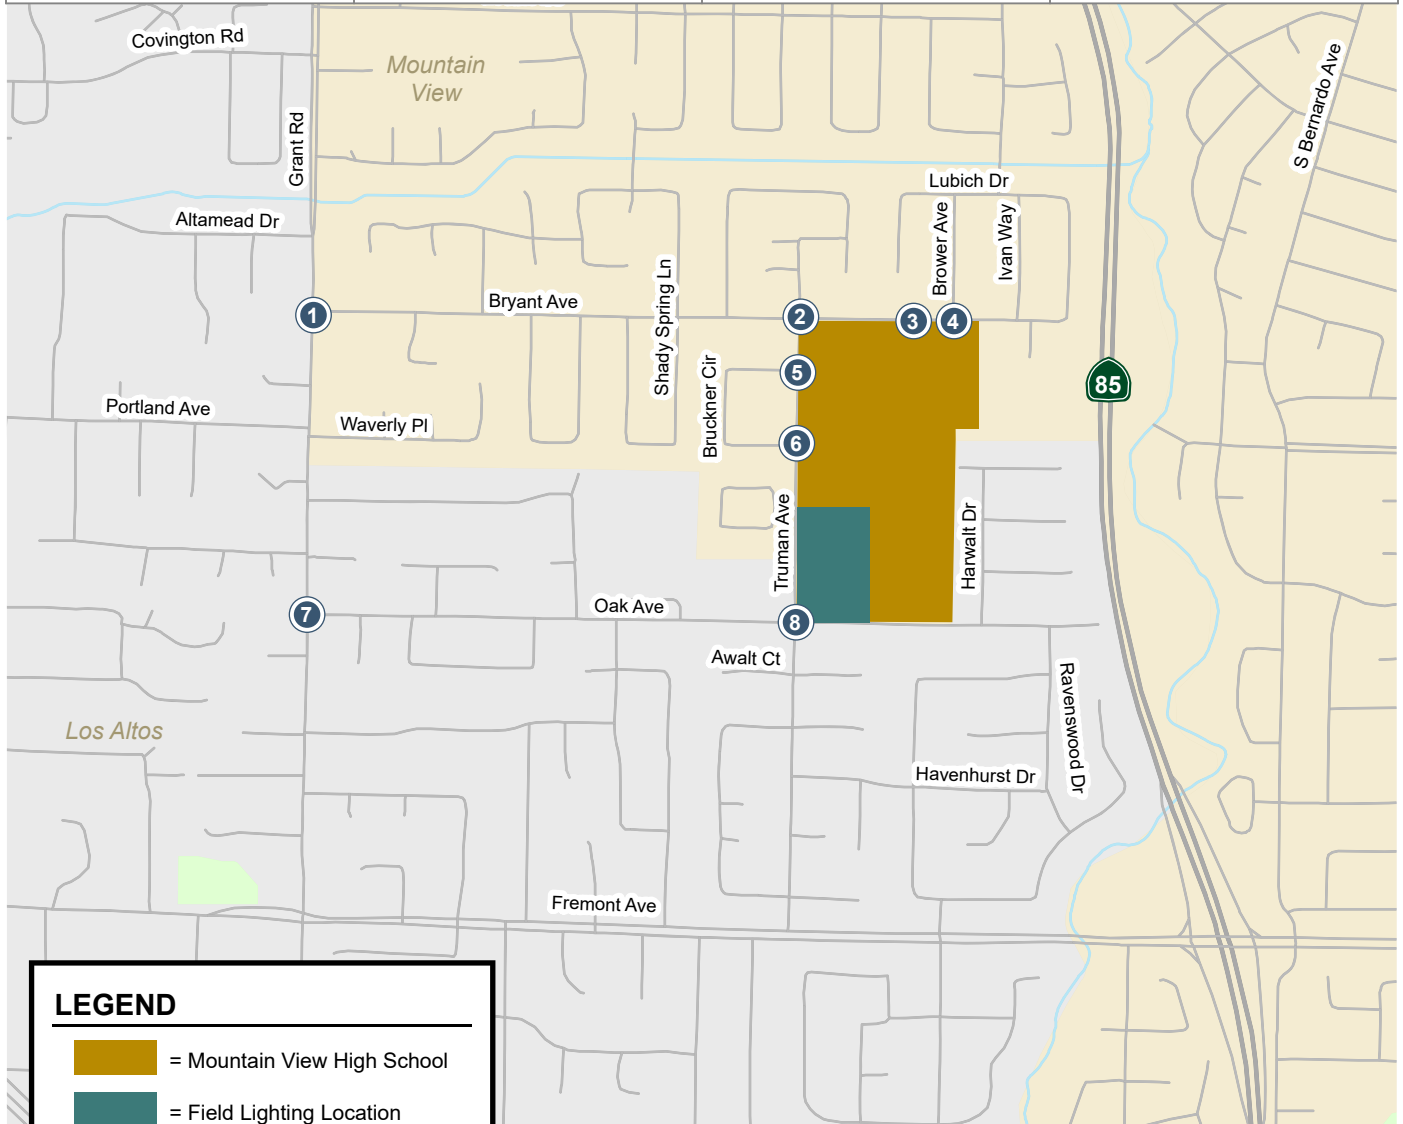 Covington Rd
Mountain
View
Grant Rd
S Bernardo Ave
Lubich Dr
Altamead Dr
Brower Ave
Ivan Way
Shady Spring Ln
Bryant Ave
1
2
3
4
5
85
Bruckner Cir
Portland Ave
Waverly Pl
6
Truman Ave
Hanwalt Dr
7
Oak Ave
8
Awalt Ct
Ravenswood Dr
Los Altos
Havenhurst Dr
Fremont Ave
LEGEND
= Mountain View High School
= Field Lighting Location